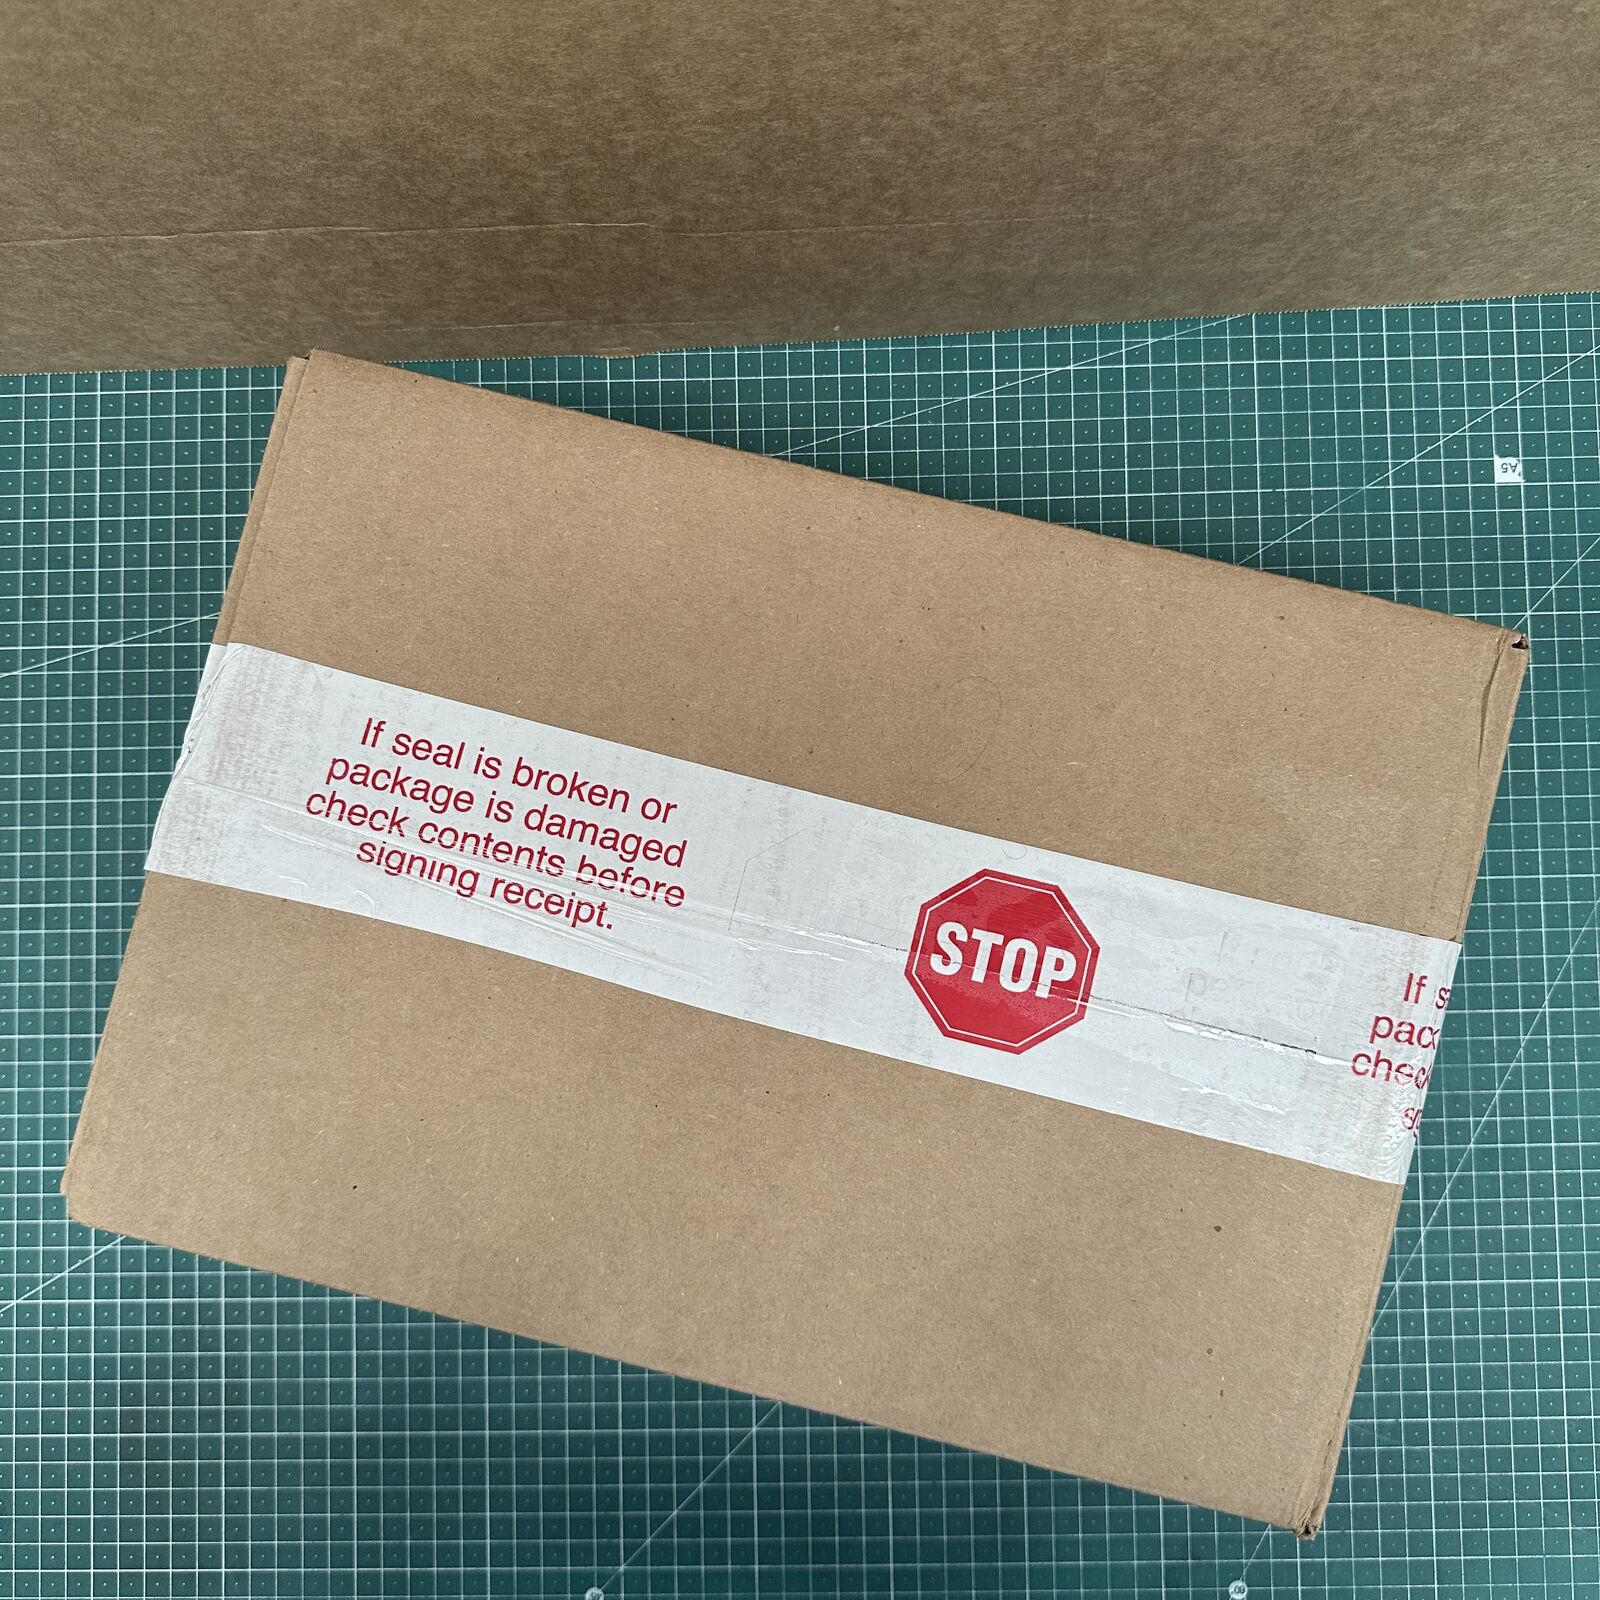 If seal is broken or
package is damaged
check contents before
signing receipt.
STOP
If s
pac
chec
A5